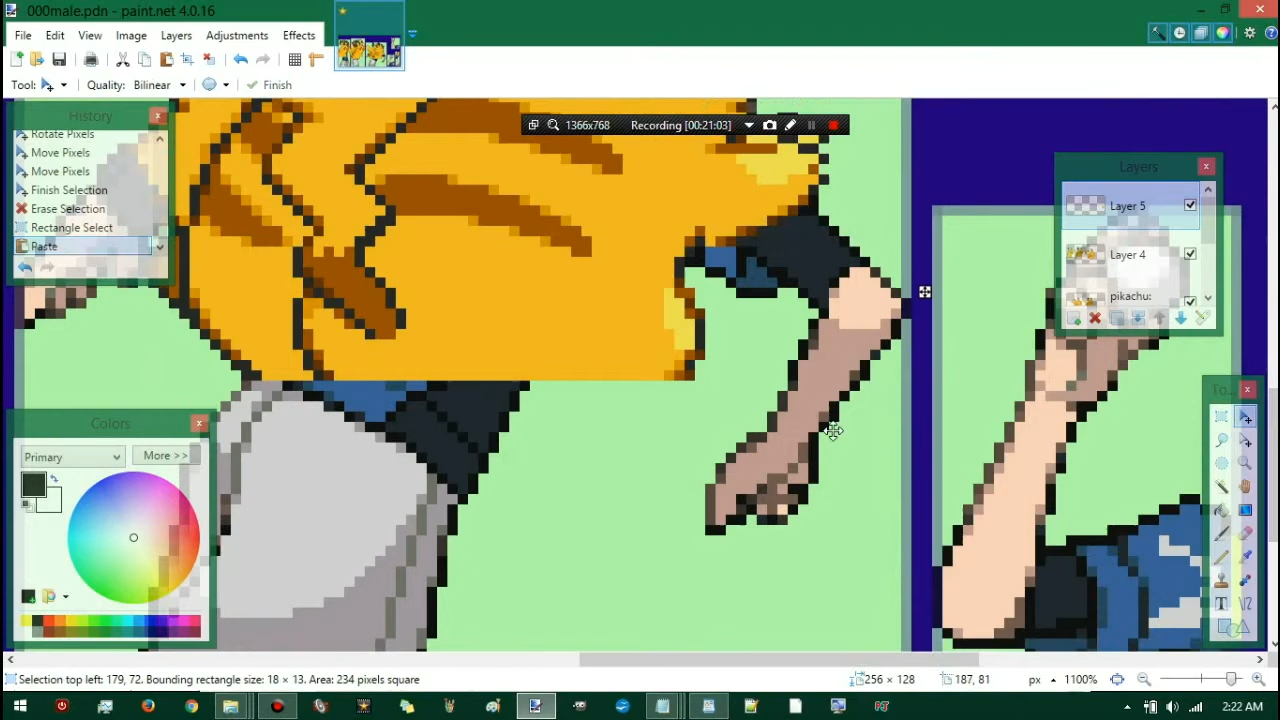 000male.pdn - paint.net 4.0.16
File Edit View Image Layers Adjustments Effects
Tool: Quality: Bilinear Finish
1366x768 Recording [00:21:03]
History
Rotate Pixels
Move Pixels
Move Pixels
Finish Selection
Erase Selection
Rectangle Select
Paste
Layers
Layer 5
Layer 4
pikachu:
Colors
Primary More >>
To...
Selection top left: 179, 72. Bounding rectangle size: 18 × 13. Area: 234 pixels square 256 × 128 187, 81 px 1100%
2:22 AM